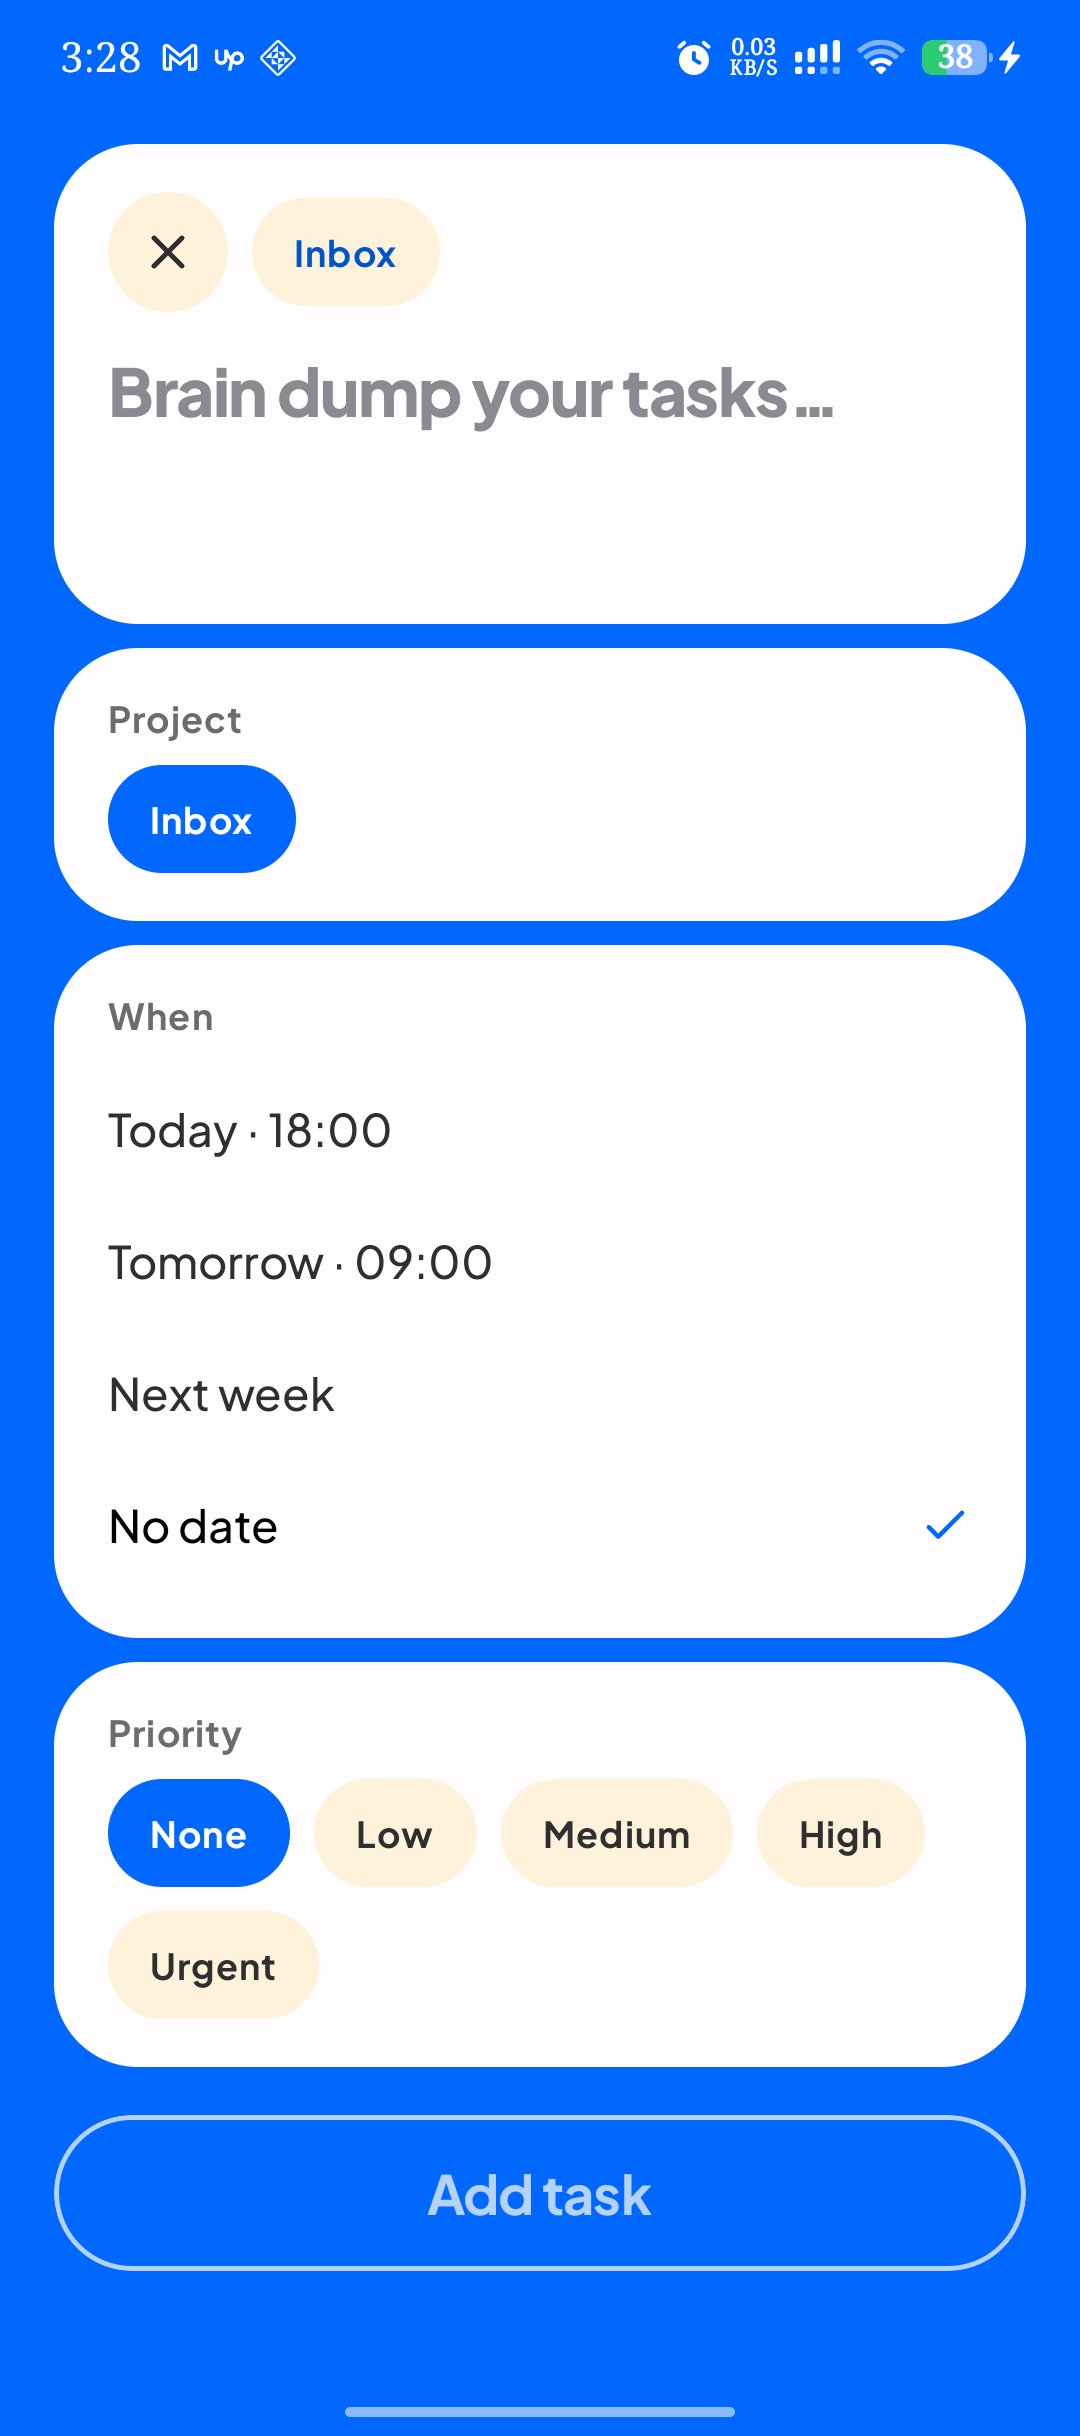 3:28 up 0.03 KB/S 38
Inbox
Brain dump your tasks...
Project
Inbox
When
Today · 18:00
Tomorrow · 09:00
Next week
No date
Priority
None Low Medium High
Urgent
Add task